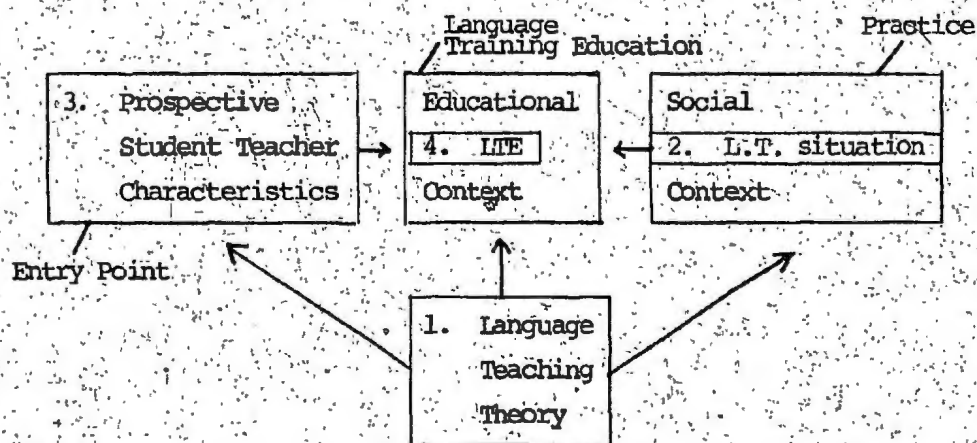 Language
Training Education
Practice
3. Prospective
Student Teacher
Characteristics
Educational
4. LTE
Context
Social
2. L.T. situation
Context
Entry Point
1. Language
Teaching
Theory